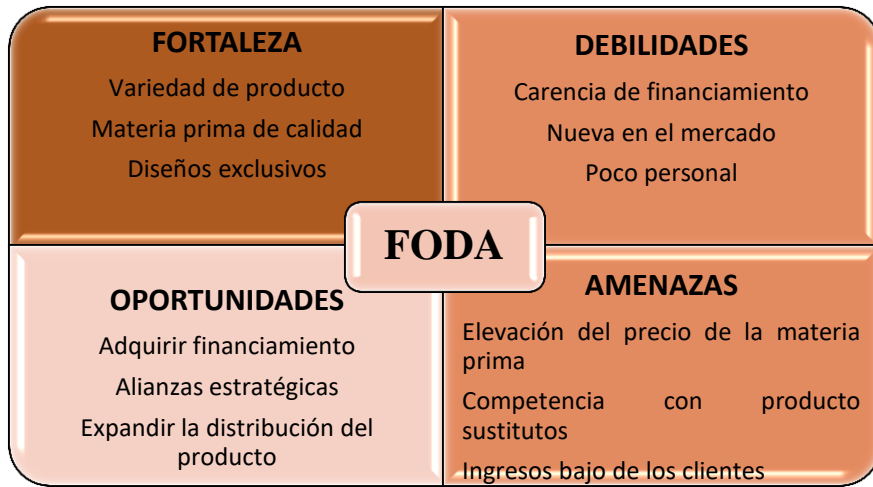 FORTALEZA
Variedad de producto
Materia prima de calidad
Diseños exclusivos
DEBILIDADES
Carencia de financiamiento
Nueva en el mercado
Poco personal
FODA
OPORTUNIDADES
Adquirir financiamiento
Alianzas estratégicas
Expandir la distribución del
producto
AMENAZAS
Elevación del precio de la materia
prima
Competencia con producto
sustitutos
Ingresos bajo de los clientes